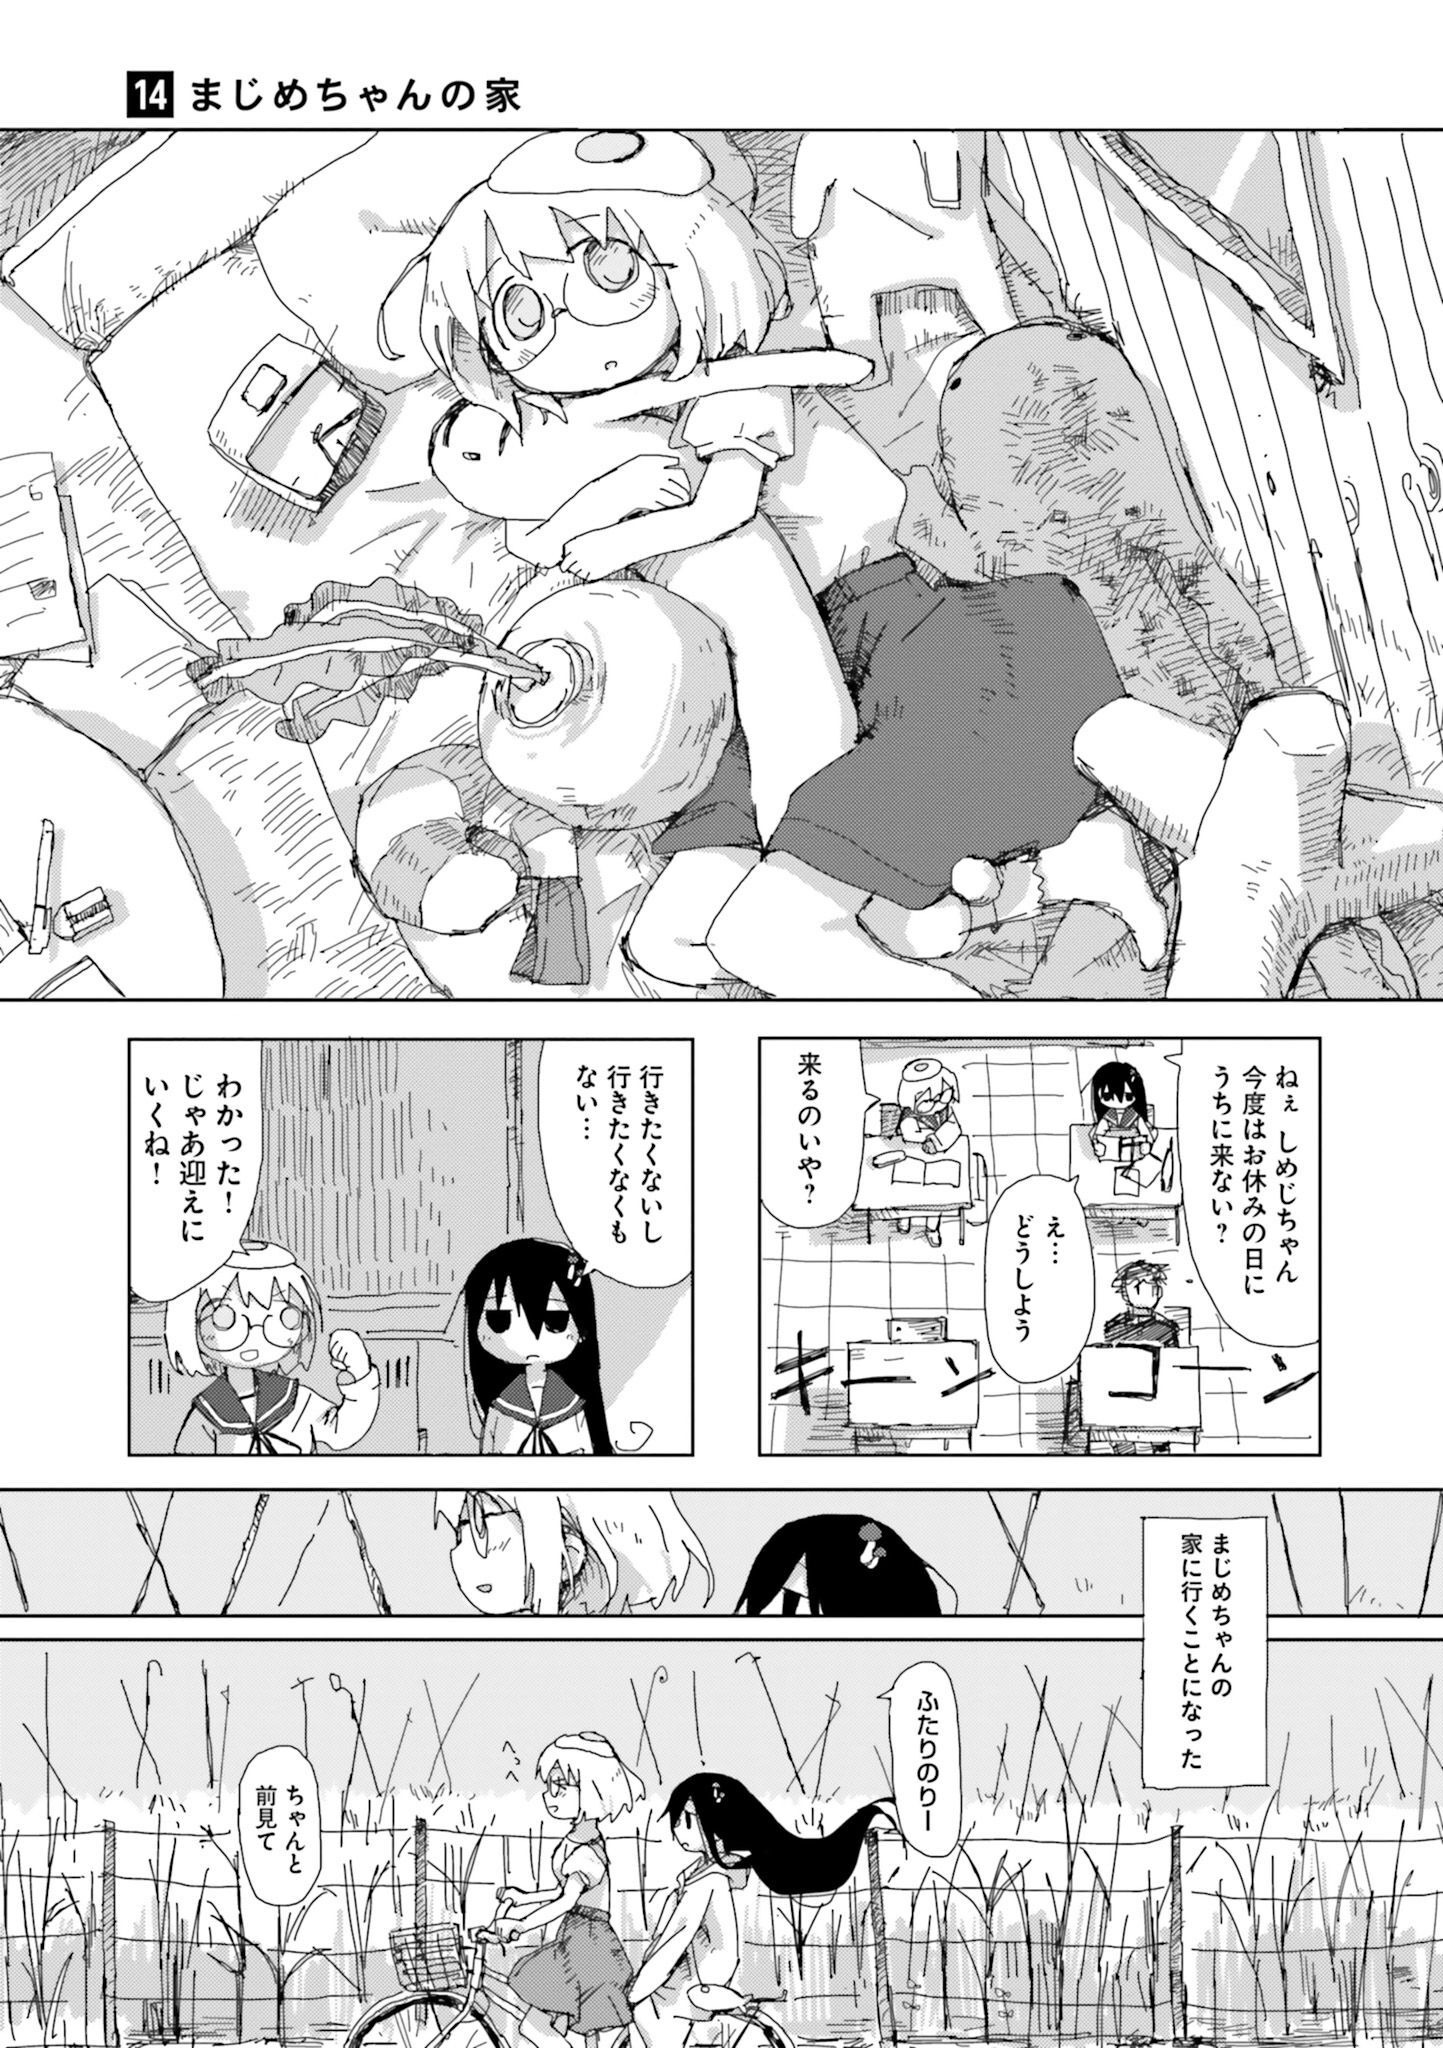 14 まじめちゃんの家
ねぇ しめじちゃん
今度はお休みの日に
うちに来ない？
え…
どうしよう
来るのいや？
キーンコーン
行きたくないし
行きたくなくも
ない…
わかった！
じゃあ迎えに
いくね！
まじめちゃんの
家に行くことになった
ふたりのりー
へへっ
ちゃんと
前見て